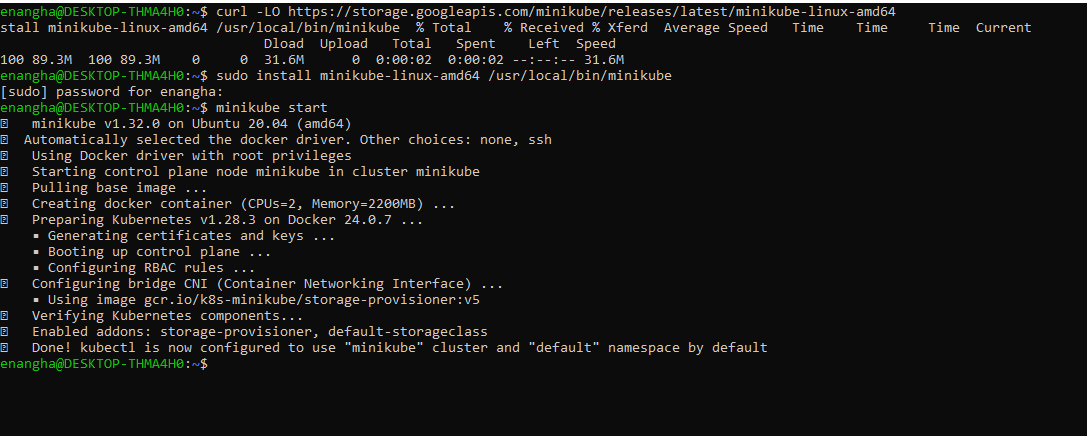 enangha@DESKTOP-THMA4H0:~$ curl -LO https://storage.googleapis.com/minikube/releases/latest/minikube-linux-amd64
stall minikube-linux-amd64 /usr/local/bin/minikube  % Total    % Received % Xferd  Average Speed   Time    Time     Time  Current
                                 Dload  Upload   Total   Spent    Left  Speed
100 89.3M  100 89.3M    0     0  31.6M      0  0:00:02  0:00:02 --:--:-- 31.6M
enangha@DESKTOP-THMA4H0:~$ sudo install minikube-linux-amd64 /usr/local/bin/minikube
[sudo] password for enangha:
enangha@DESKTOP-THMA4H0:~$ minikube start
minikube v1.32.0 on Ubuntu 20.04 (amd64)
Automatically selected the docker driver. Other choices: none, ssh
Using Docker driver with root privileges
Starting control plane node minikube in cluster minikube
Pulling base image ...
Creating docker container (CPUs=2, Memory=2200MB) ...
Preparing Kubernetes v1.28.3 on Docker 24.0.7 ...
▪ Generating certificates and keys ...
▪ Booting up control plane ...
▪ Configuring RBAC rules ...
Configuring bridge CNI (Container Networking Interface) ...
▪ Using image gcr.io/k8s-minikube/storage-provisioner:v5
Verifying Kubernetes components...
Enabled addons: storage-provisioner, default-storageclass
Done! kubectl is now configured to use "minikube" cluster and "default" namespace by default
enangha@DESKTOP-THMA4H0:~$